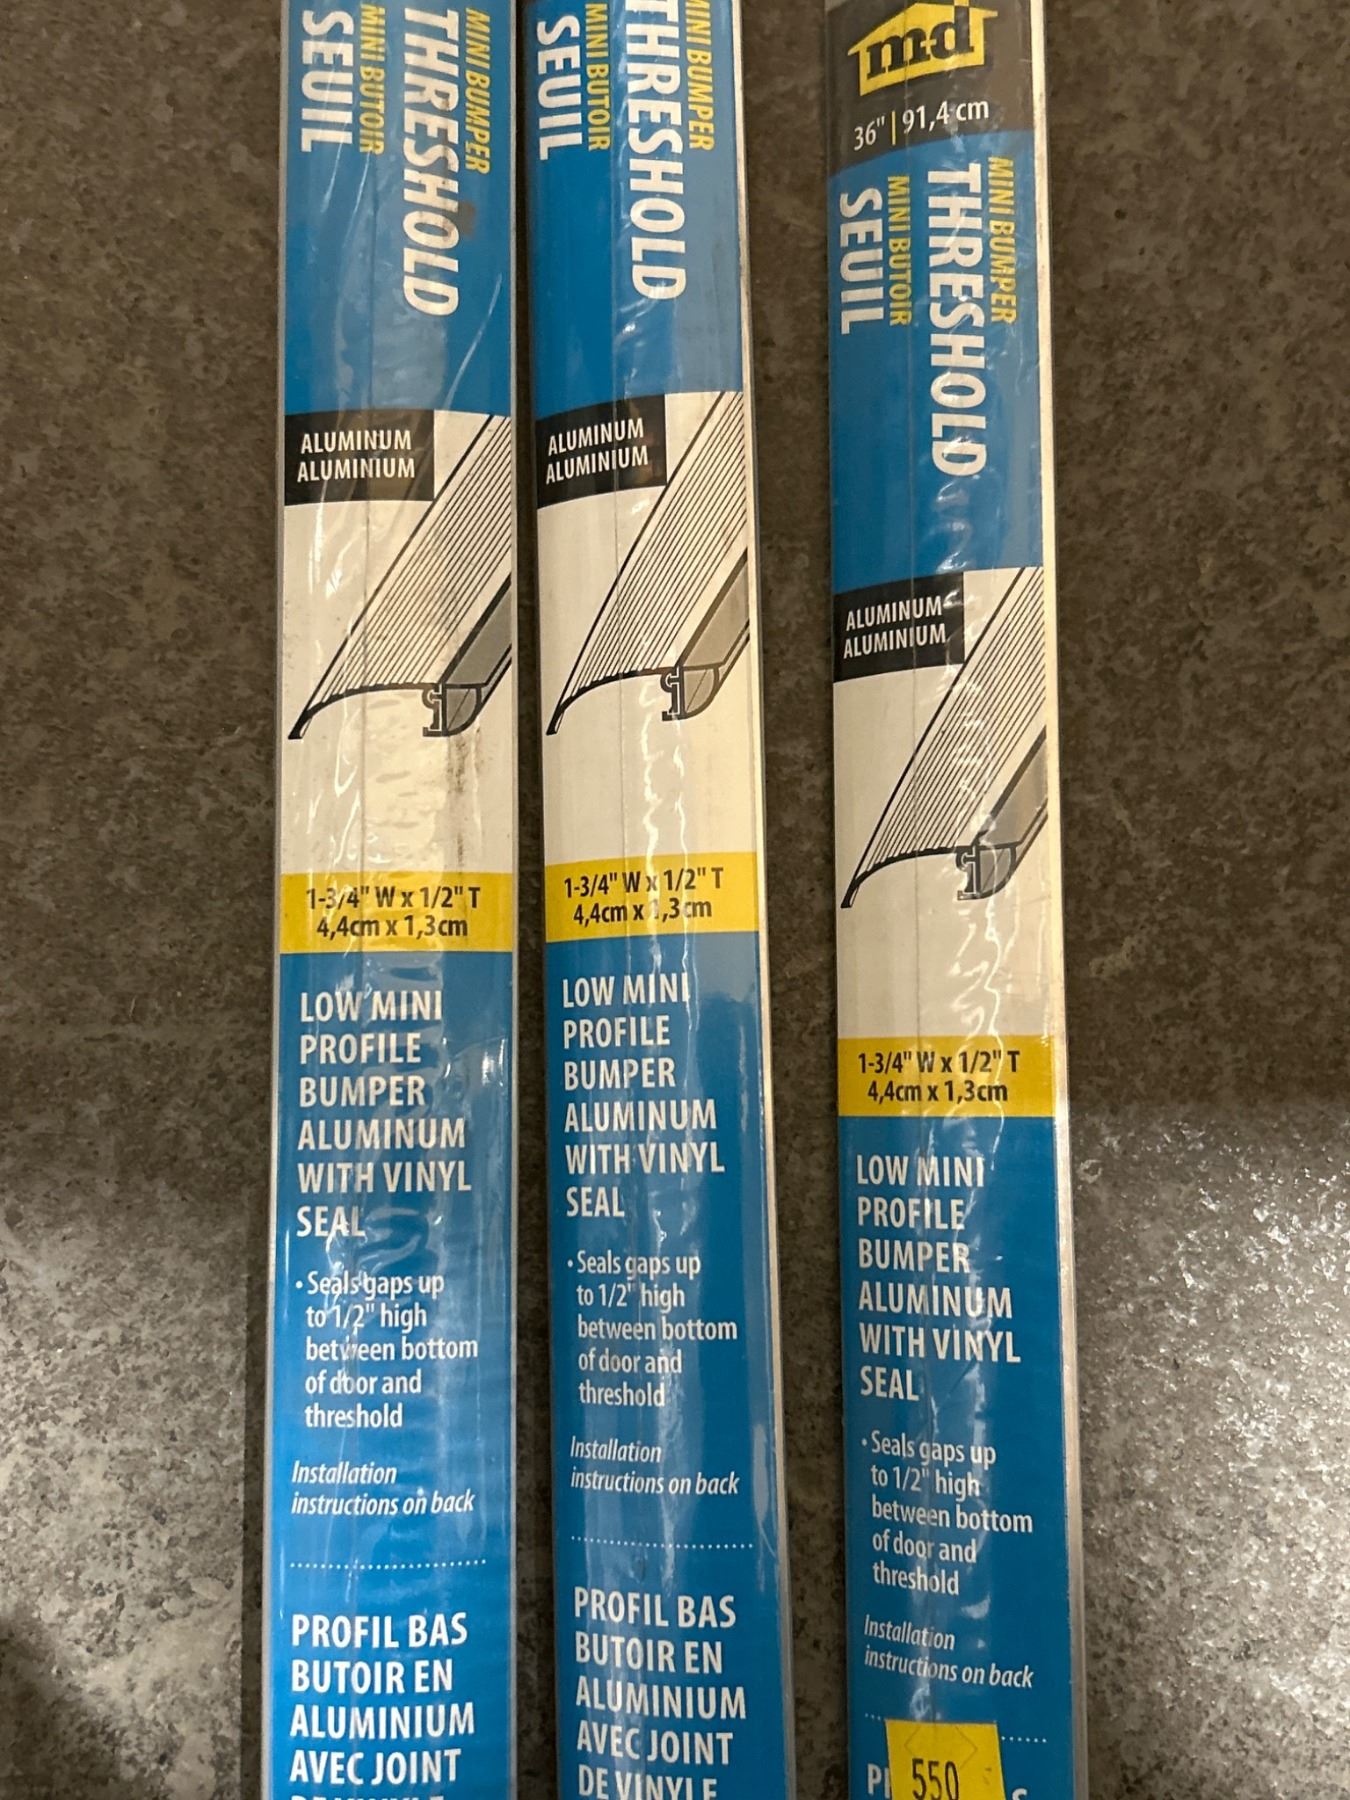 MINI BUMPER
THRESHOLD
MINI BUTOIR
SEUIL
ALUMINUM
ALUMINIUM
1-3/4" W x 1/2" T
4,4cm x 1,3cm
LOW MINI
PROFILE
BUMPER
ALUMINUM
WITH VINYL
SEAL
• Seals gaps up
to 1/2" high
between bottom
of door and
threshold
Installation
instructions on back
PROFIL BAS
BUTOIR EN
ALUMINIUM
AVEC JOINT
MINI BUMPER
THRESHOLD
MINI BUTOIR
SEUIL
ALUMINUM
ALUMINIUM
1-3/4" W x 1/2" T
4,4cm x 1,3cm
LOW MINI
PROFILE
BUMPER
ALUMINUM
WITH VINYL
SEAL
• Seals gaps up
to 1/2" high
between bottom
of door and
threshold
Installation
instructions on back
PROFIL BAS
BUTOIR EN
ALUMINIUM
AVEC JOINT
DE VINYLE
m-d
36" | 91,4 cm
MINI BUMPER
THRESHOLD
MINI BUTOIR
SEUIL
ALUMINUM
ALUMINIUM
1-3/4" W x 1/2" T
4,4cm x 1,3cm
LOW MINI
PROFILE
BUMPER
ALUMINUM
WITH VINYL
SEAL
• Seals gaps up
to 1/2" high
between bottom
of door and
threshold
Installation
instructions on back
550